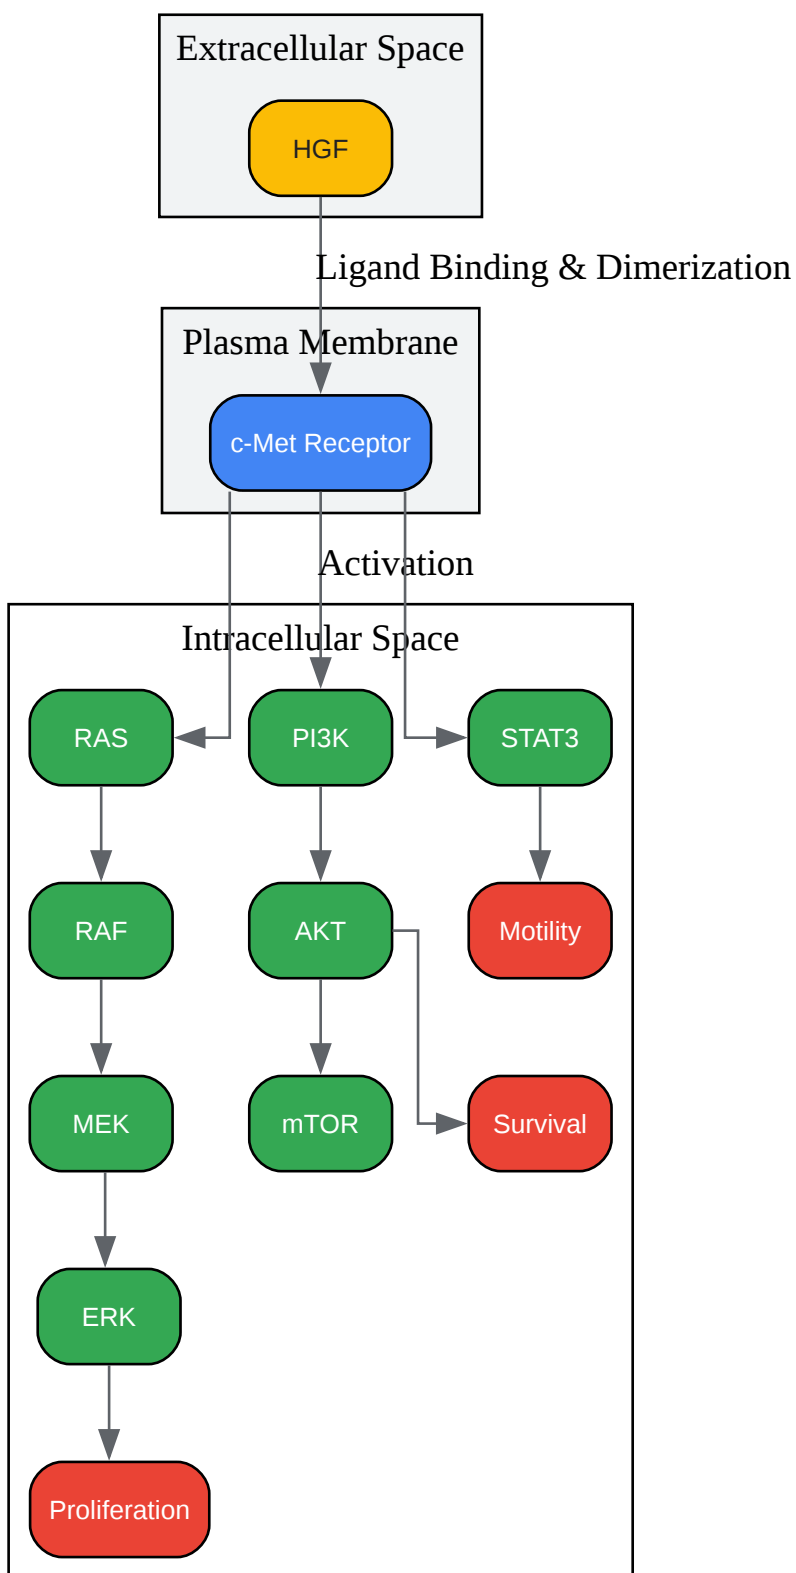 Extracellular Space
HGF
Ligand Binding & Dimerization
Plasma Membrane
c-Met Receptor
Activation
Intracellular Space
RAS
PI3K
STAT3
RAF
AKT
Motility
MEK
mTOR
Survival
ERK
Proliferation